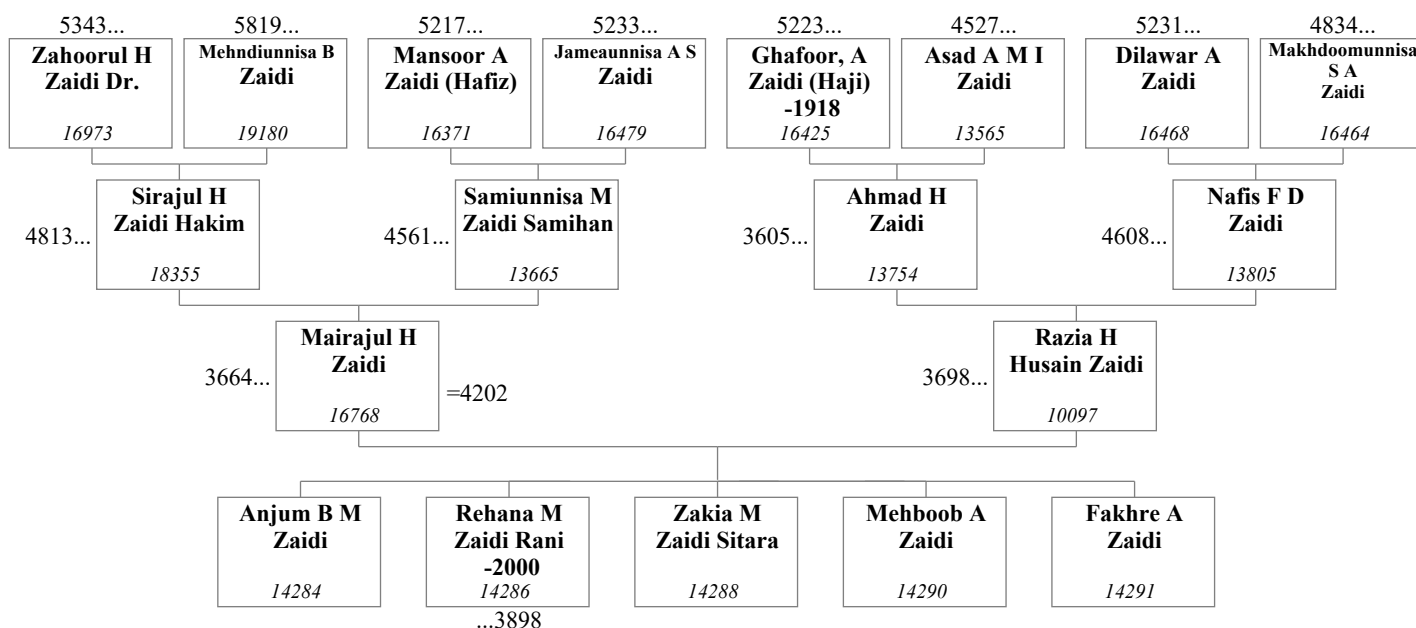 5343...
5819...
5217...
5233...
5223...
4527...
5231...
4834...
Zahoorul H
Zaidi Dr.
16973
Mehndiunnisa B
Zaidi
19180
Mansoor A
Zaidi (Hafiz)
16371
Jameaunnisa A S
Zaidi
16479
Ghafoor, A
Zaidi (Haji)
-1918
16425
Asad A M I
Zaidi
13565
Dilawar A
Zaidi
16468
Makhdoomunnisa
S A
Zaidi
16464
4813...
Sirajul H
Zaidi Hakim
18355
4561...
Samiunnisa M
Zaidi Samihan
13665
3605...
Ahmad H
Zaidi
13754
4608...
Nafis F D
Zaidi
13805
3664...
Mairajul H
Zaidi
16768
=4202
3698...
Razia H
Husain Zaidi
10097
Anjum B M
Zaidi
14284
Rehana M
Zaidi Rani
-2000
14286
...3898
Zakia M
Zaidi Sitara
14288
Mehboob A
Zaidi
14290
Fakhre A
Zaidi
14291